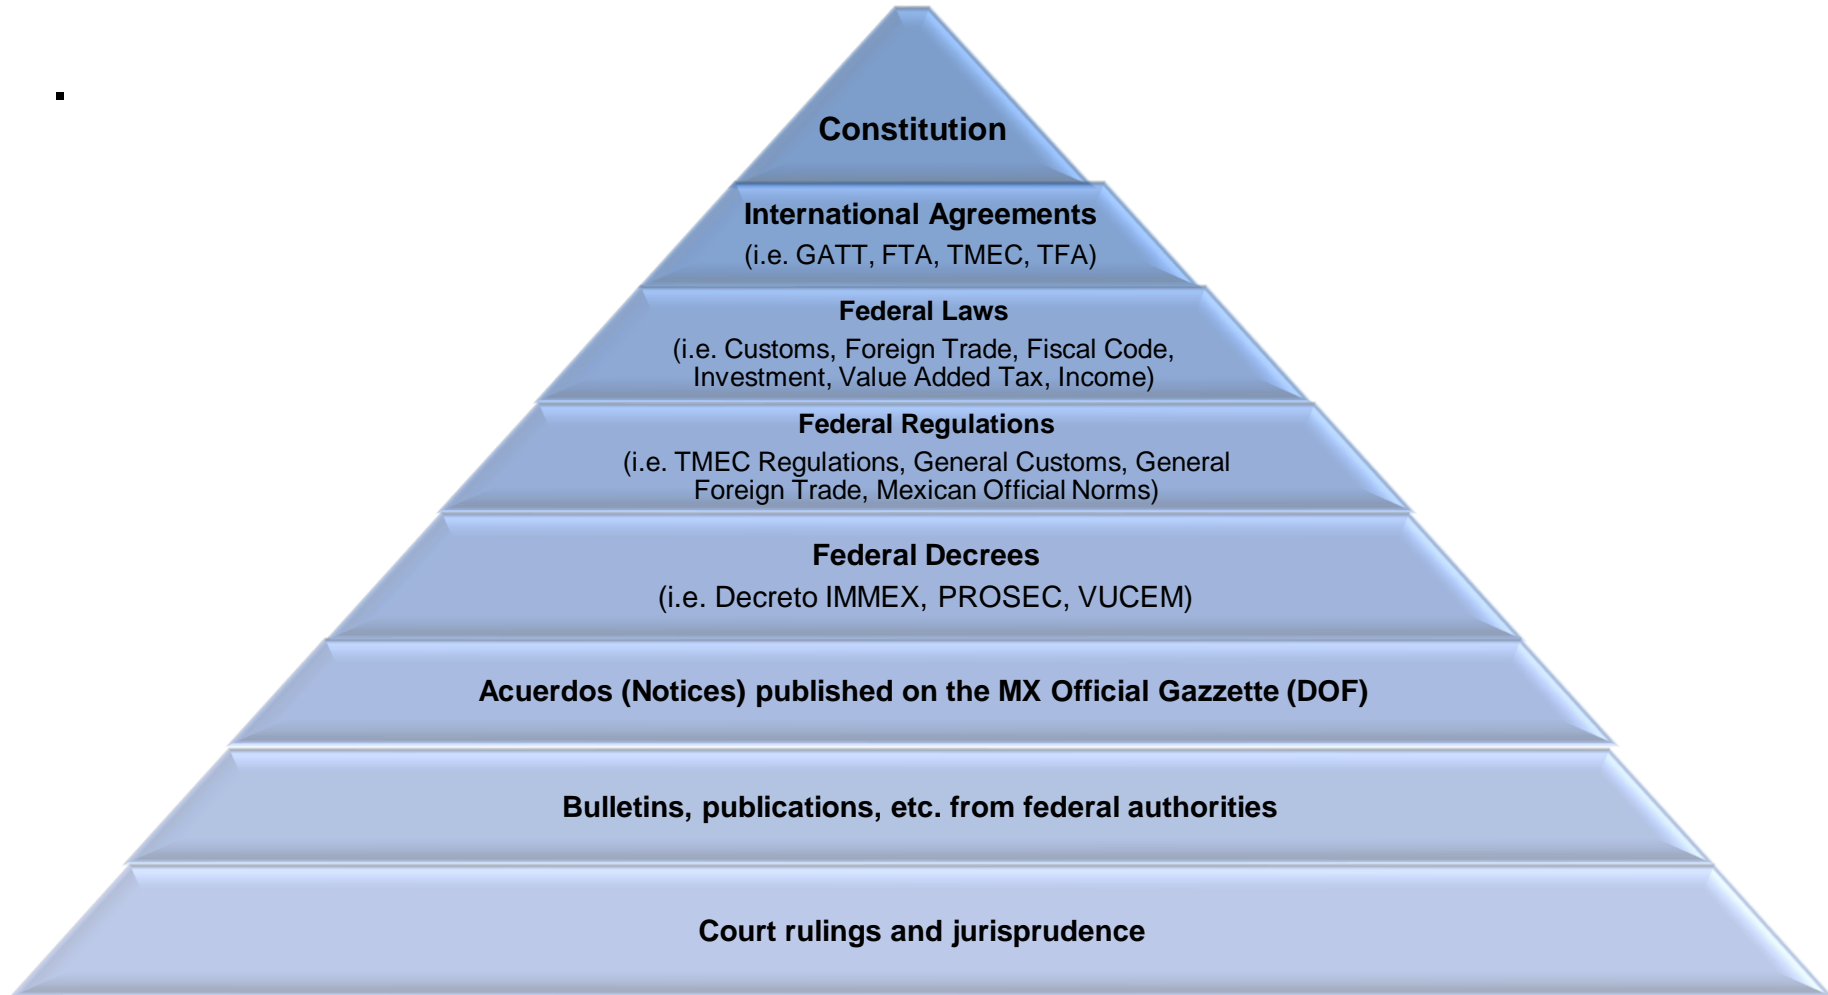 Constitution
International Agreements
(i.e. GATT, FTA, TMEC, TFA)
Federal Laws
(i.e. Customs, Foreign Trade, Fiscal Code,
Investment, Value Added Tax, Income)
Federal Regulations
(i.e. TMEC Regulations, General Customs, General
Foreign Trade, Mexican Official Norms)
Federal Decrees
(i.e. Decreto IMMEX, PROSEC, VUCEM)
Acuerdos (Notices) published on the MX Official Gazzette (DOF)
Bulletins, publications, etc. from federal authorities
Court rulings and jurisprudence